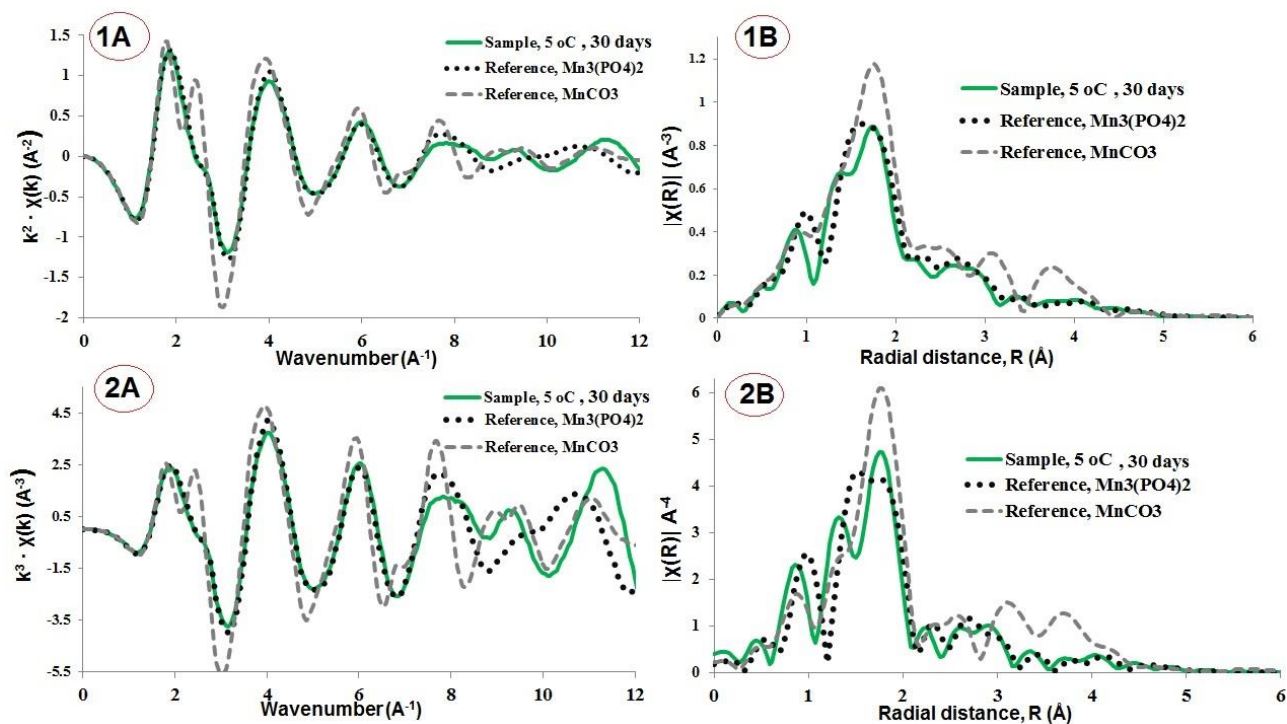 1A
Sample, 5 oC , 30 days
Reference, Mn3(PO4)2
Reference, MnCO3
k² · χ(k) (A⁻²)
1.5
1
0.5
0
-0.5
-1
-1.5
-2
0 2 4 6 8 10 12
Wavenumber (A⁻¹)
1B
Sample, 5 oC , 30 days
Reference, Mn3(PO4)2
Reference, MnCO3
|χ(R)| (A⁻³)
1.2
1
0.8
0.6
0.4
0.2
0
0 1 2 3 4 5 6
Radial distance, R (Å)
2A
Sample, 5 oC , 30 days
Reference, Mn3(PO4)2
Reference, MnCO3
k³ · χ(k) (A⁻³)
4.5
2.5
0.5
-1.5
-3.5
-5.5
0 2 4 6 8 10 12
Wavenumber (A⁻¹)
2B
Sample, 5 oC , 30 days
Reference, Mn3(PO4)2
Reference, MnCO3
|χ(R)| A⁻⁴
6
5
4
3
2
1
0
0 1 2 3 4 5 6
Radial distance, R (Å)